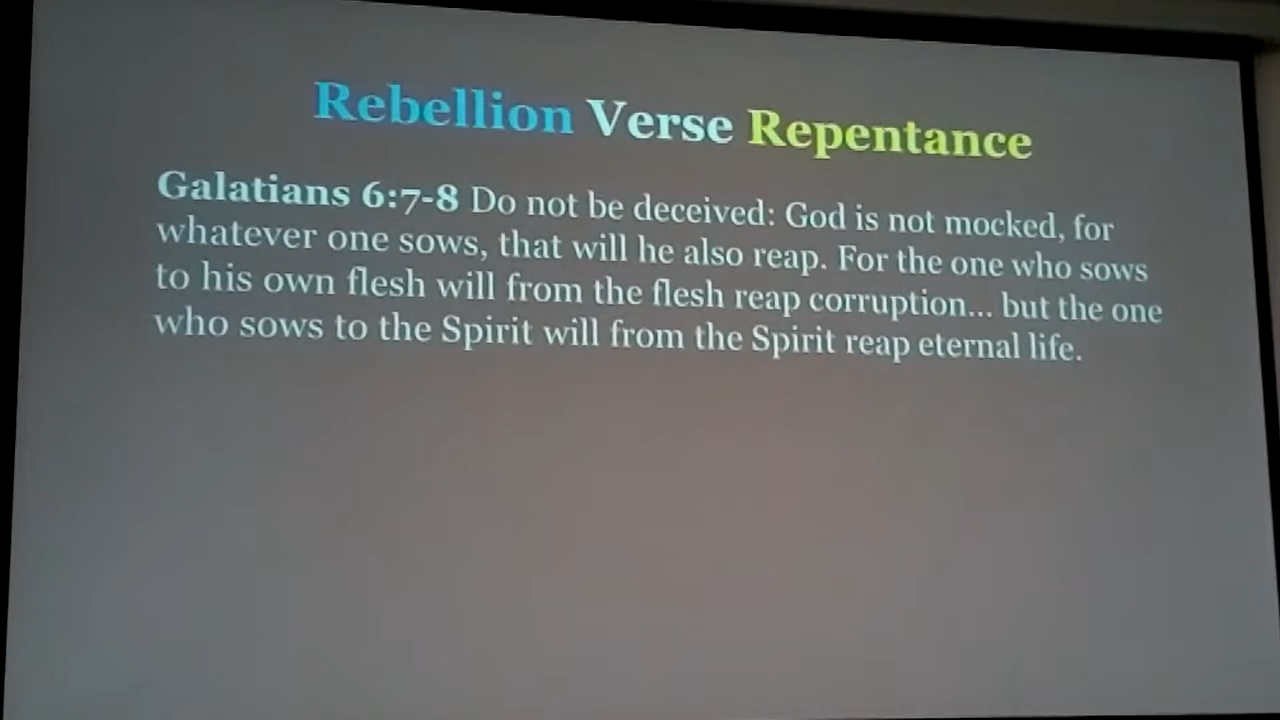 Rebellion Verse Repentance
Galatians 6:7-8 Do not be deceived: God is not mocked, for
whatever one sows, that will he also reap. For the one who sows
to his own flesh will from the flesh reap corruption... but the one
who sows to the Spirit will from the Spirit reap eternal life.